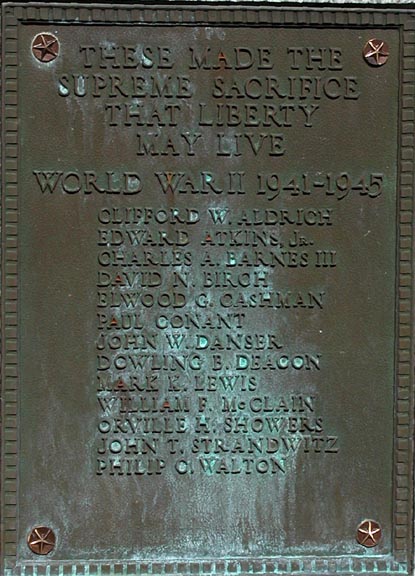 THESE MADE THE
SUPREME SACRIFICE
THAT LIBERTY
MAY LIVE
WORLD WAR II 1941-1945
CLIFFORD W. ALDRICH
EDWARD ATKINS, JR.
CHARLES A. BARNES III
DAVID N. BIRCH
ELWOOD G. CASHMAN
PAUL CONANT
JOHN W. DANSER
DOWLING B. DEACON
MARK K. LEWIS
WILLIAM F. McCLAIN
ORVILLE H. SHOWERS
JOHN T. STRANDWITZ
PHILIP C. WALTON